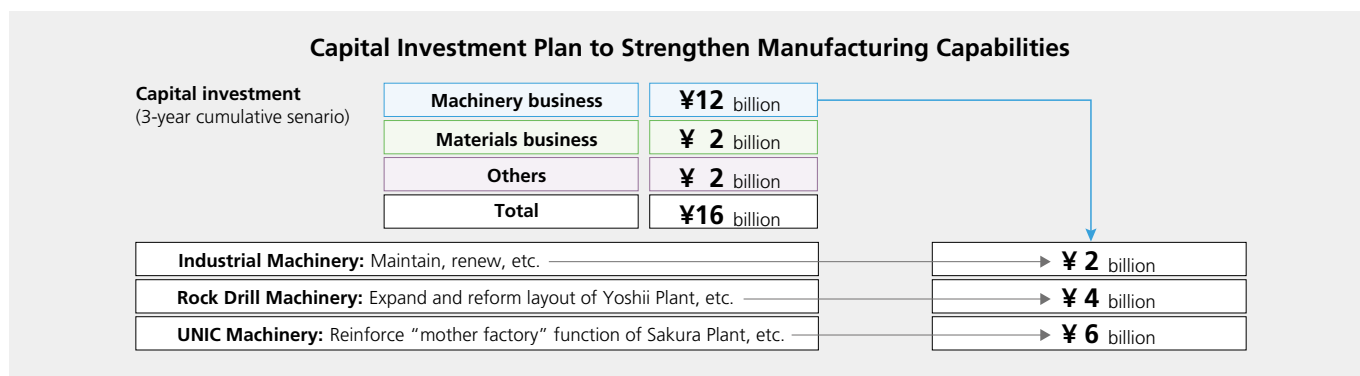 Capital Investment Plan to Strengthen Manufacturing Capabilities
Capital investment
(3-year cumulative senario)
Machinery business ¥12 billion
Materials business ¥ 2 billion
Others ¥ 2 billion
Total ¥16 billion
Industrial Machinery: Maintain, renew, etc. ¥ 2 billion
Rock Drill Machinery: Expand and reform layout of Yoshii Plant, etc. ¥ 4 billion
UNIC Machinery: Reinforce “mother factory” function of Sakura Plant, etc. ¥ 6 billion